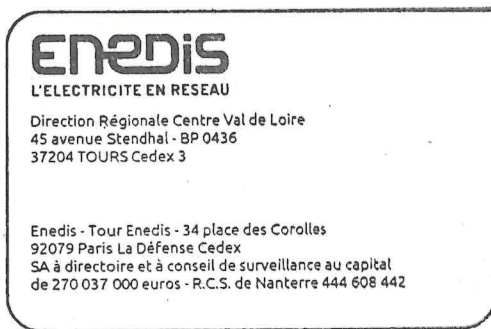 enedis
L'ELECTRICITE EN RESEAU
Direction Régionale Centre Val de Loire
45 avenue Stendhal - BP 0436
37204 TOURS Cedex 3
Enedis - Tour Enedis - 34 place des Corolles
92079 Paris La Défense Cedex
SA à directoire et à conseil de surveillance au capital
de 270 037 000 euros - R.C.S. de Nanterre 444 608 442